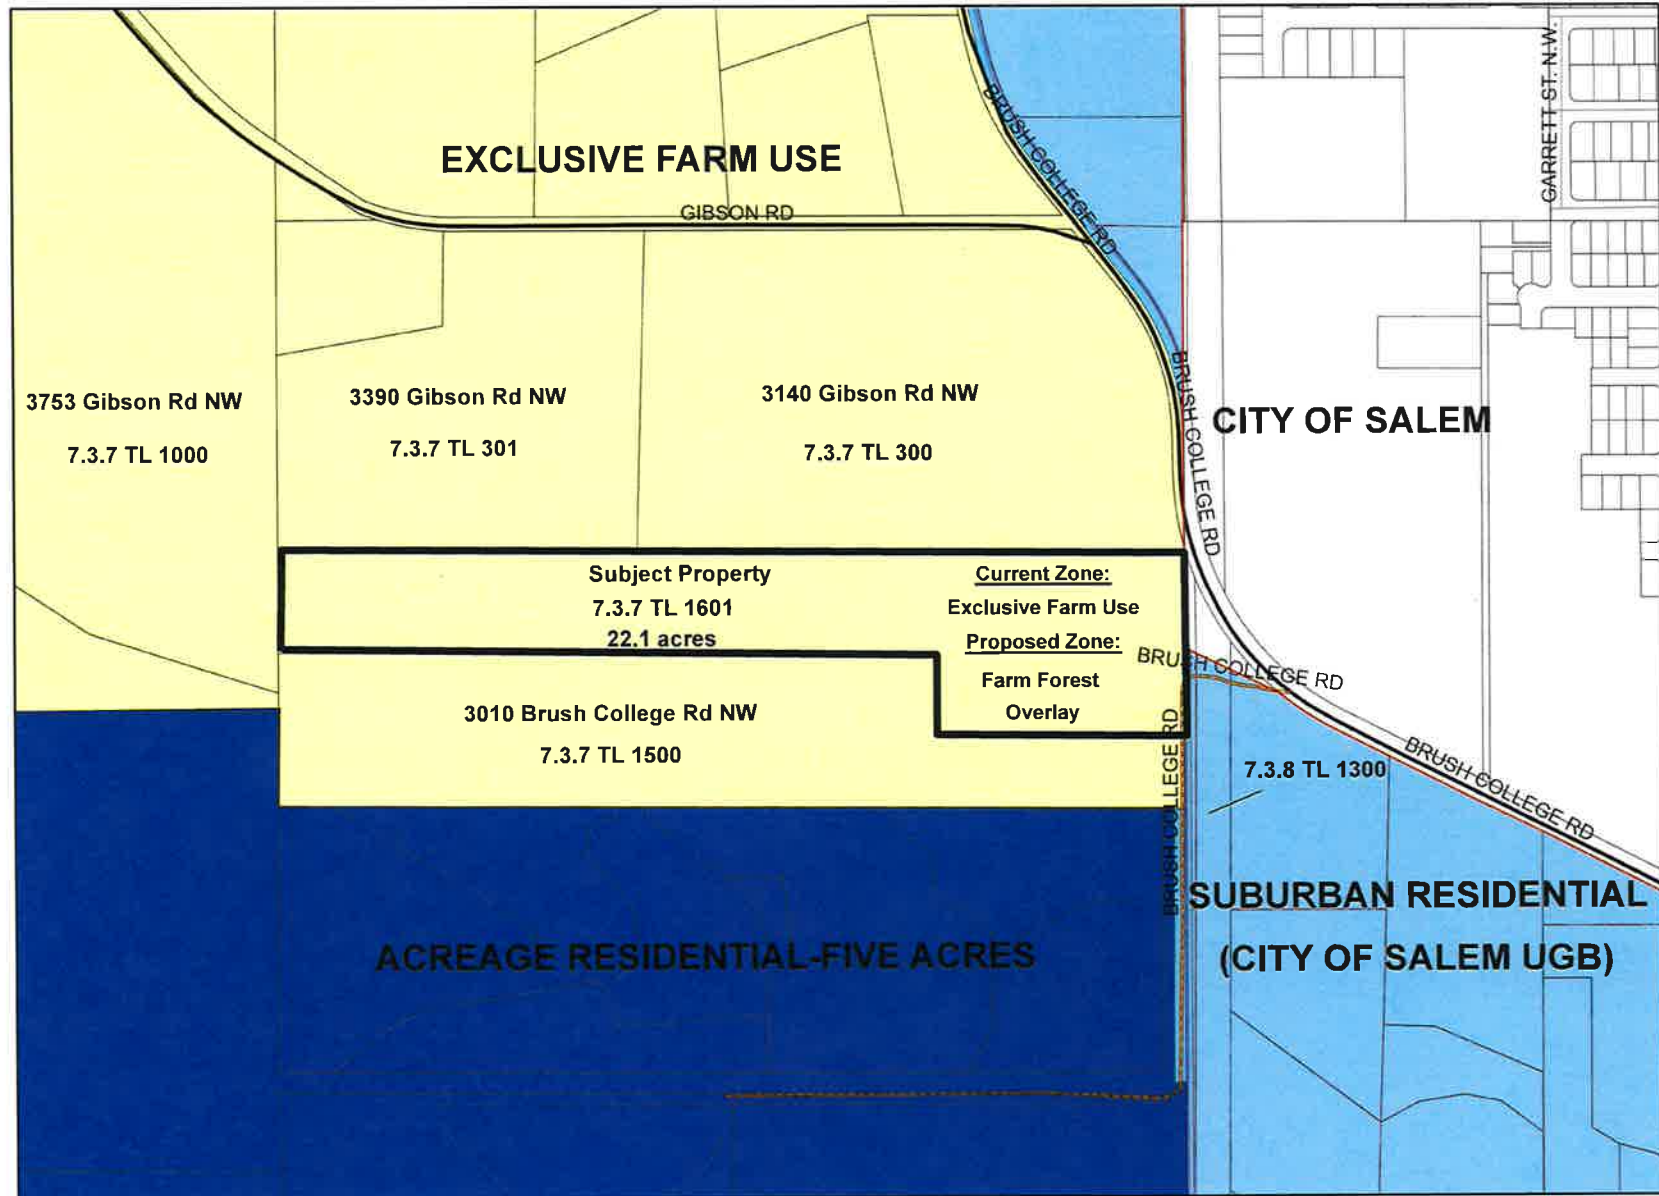 GARRETT ST. N.W.
BRUSH COLLEGE RD
EXCLUSIVE FARM USE
GIBSON RD
3753 Gibson Rd NW
7.3.7 TL 1000
3390 Gibson Rd NW
7.3.7 TL 301
3140 Gibson Rd NW
7.3.7 TL 300
BRUSH COLLEGE RD
CITY OF SALEM
Subject Property
7.3.7 TL 1601
22.1 acres
Current Zone:
Exclusive Farm Use
Proposed Zone:
Farm Forest
Overlay
BRUSH COLLEGE RD
3010 Brush College Rd NW
7.3.7 TL 1500
BRUSH COLLEGE RD
7.3.8 TL 1300
BRUSH COLLEGE RD
ACREAGE RESIDENTIAL-FIVE ACRES
SUBURBAN RESIDENTIAL
(CITY OF SALEM UGB)